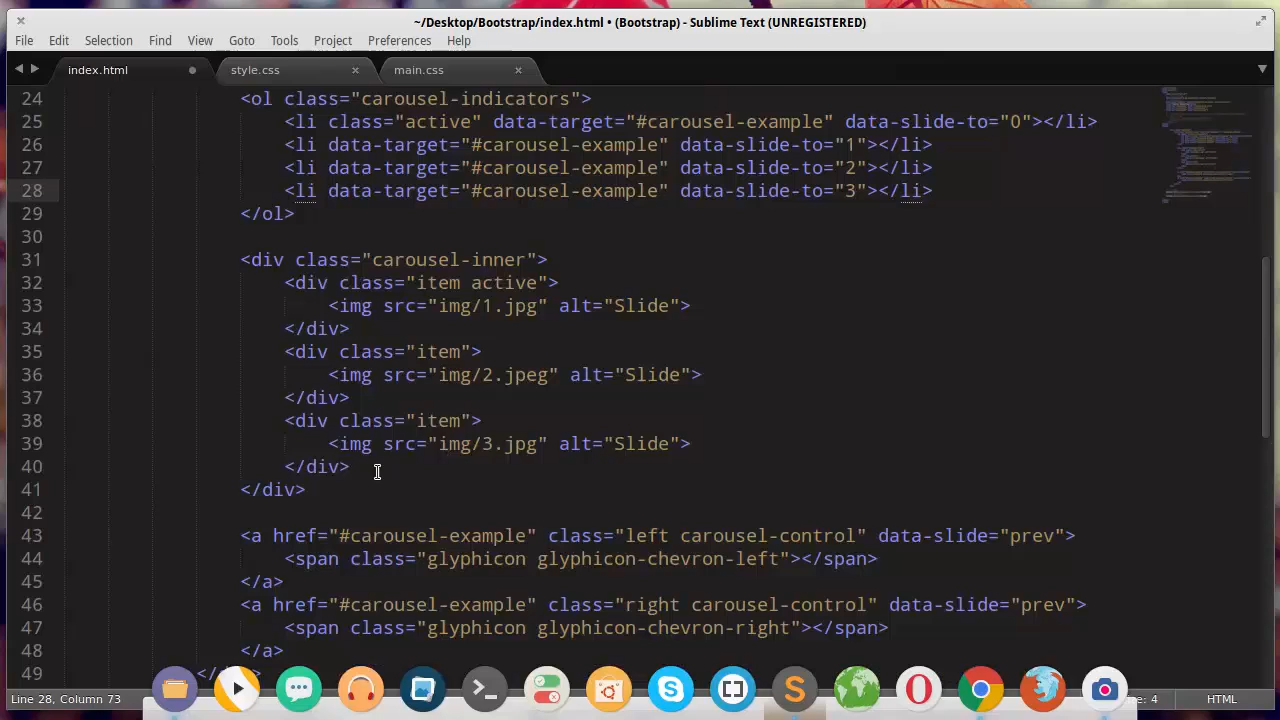 ~/Desktop/Bootstrap/index.html • (Bootstrap) - Sublime Text (UNREGISTERED)
File Edit Selection Find View Goto Tools Project Preferences Help
index.html style.css main.css
24 <ol class="carousel-indicators">
25 <li class="active" data-target="#carousel-example" data-slide-to="0"></li>
26 <li data-target="#carousel-example" data-slide-to="1"></li>
27 <li data-target="#carousel-example" data-slide-to="2"></li>
28 <li data-target="#carousel-example" data-slide-to="3"></li>
29 </ol>
30
31 <div class="carousel-inner">
32 <div class="item active">
33 <img src="img/1.jpg" alt="Slide">
34 </div>
35 <div class="item">
36 <img src="img/2.jpeg" alt="Slide">
37 </div>
38 <div class="item">
39 <img src="img/3.jpg" alt="Slide">
40 </div>
41 </div>
42
43 <a href="#carousel-example" class="left carousel-control" data-slide="prev">
44 <span class="glyphicon glyphicon-chevron-left"></span>
45 </a>
46 <a href="#carousel-example" class="right carousel-control" data-slide="prev">
47 <span class="glyphicon glyphicon-chevron-right"></span>
48 </a>
49
Line 28, Column 73 4 HTML